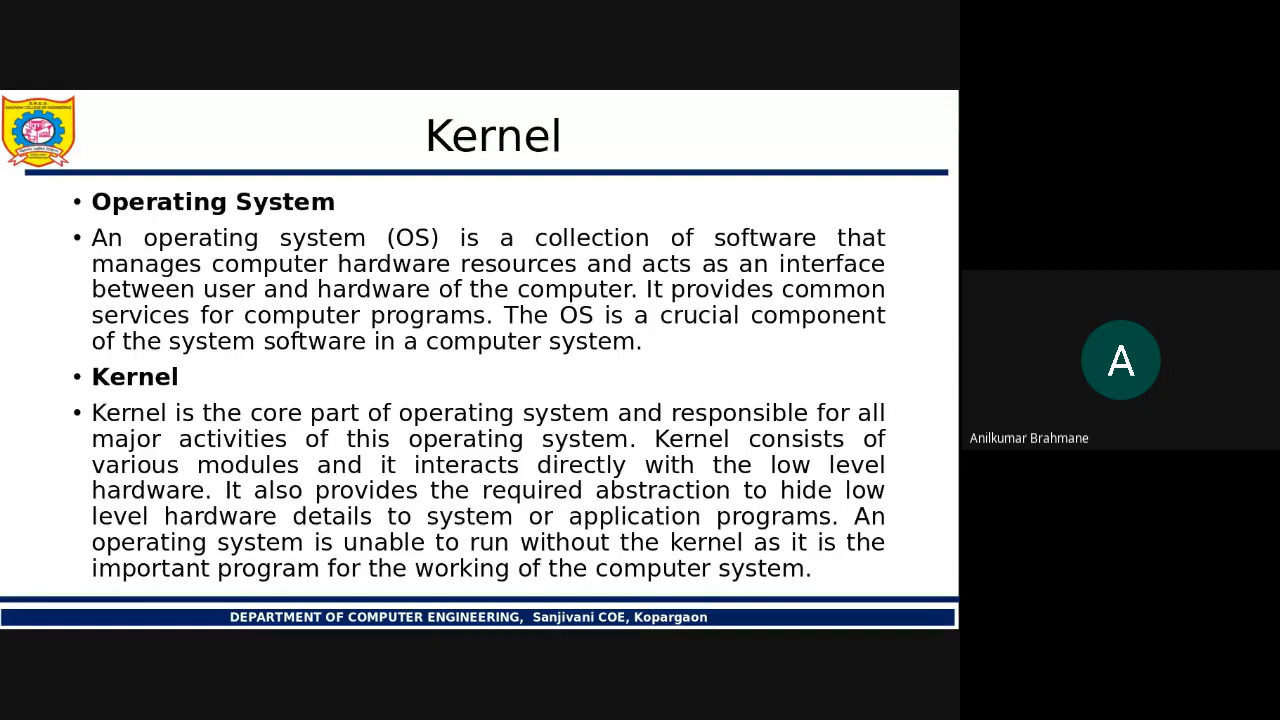 Kernel
• Operating System
• An operating system (OS) is a collection of software that
manages computer hardware resources and acts as an interface
between user and hardware of the computer. It provides common
services for computer programs. The OS is a crucial component
of the system software in a computer system.
• Kernel
• Kernel is the core part of operating system and responsible for all
major activities of this operating system. Kernel consists of
various modules and it interacts directly with the low level
hardware. It also provides the required abstraction to hide low
level hardware details to system or application programs. An
operating system is unable to run without the kernel as it is the
important program for the working of the computer system.
DEPARTMENT OF COMPUTER ENGINEERING, Sanjivani COE, Kopargaon
A
Anilkumar Brahmane